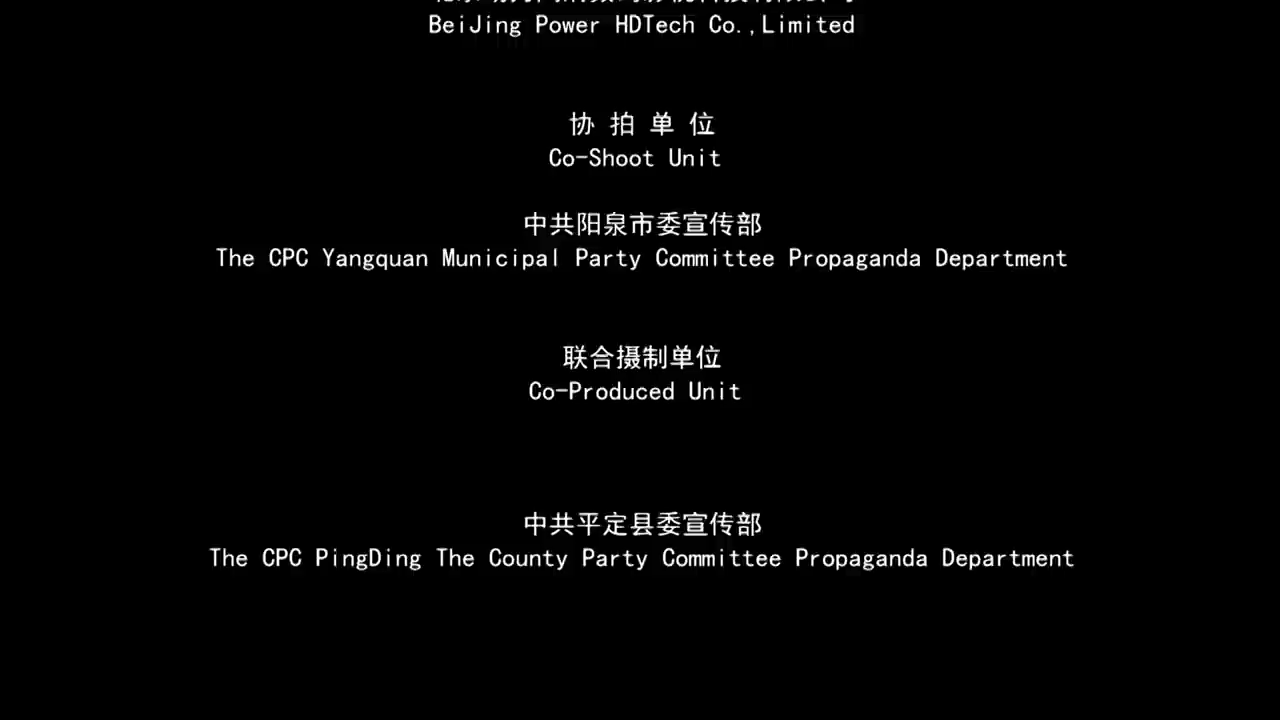 BeiJing Power HDTech Co.,Limited
协 拍 单 位
Co-Shoot Unit
中共阳泉市委宣传部
The CPC Yangquan Municipal Party Committee Propaganda Department
联合摄制单位
Co-Produced Unit
中共平定县委宣传部
The CPC PingDing The County Party Committee Propaganda Department